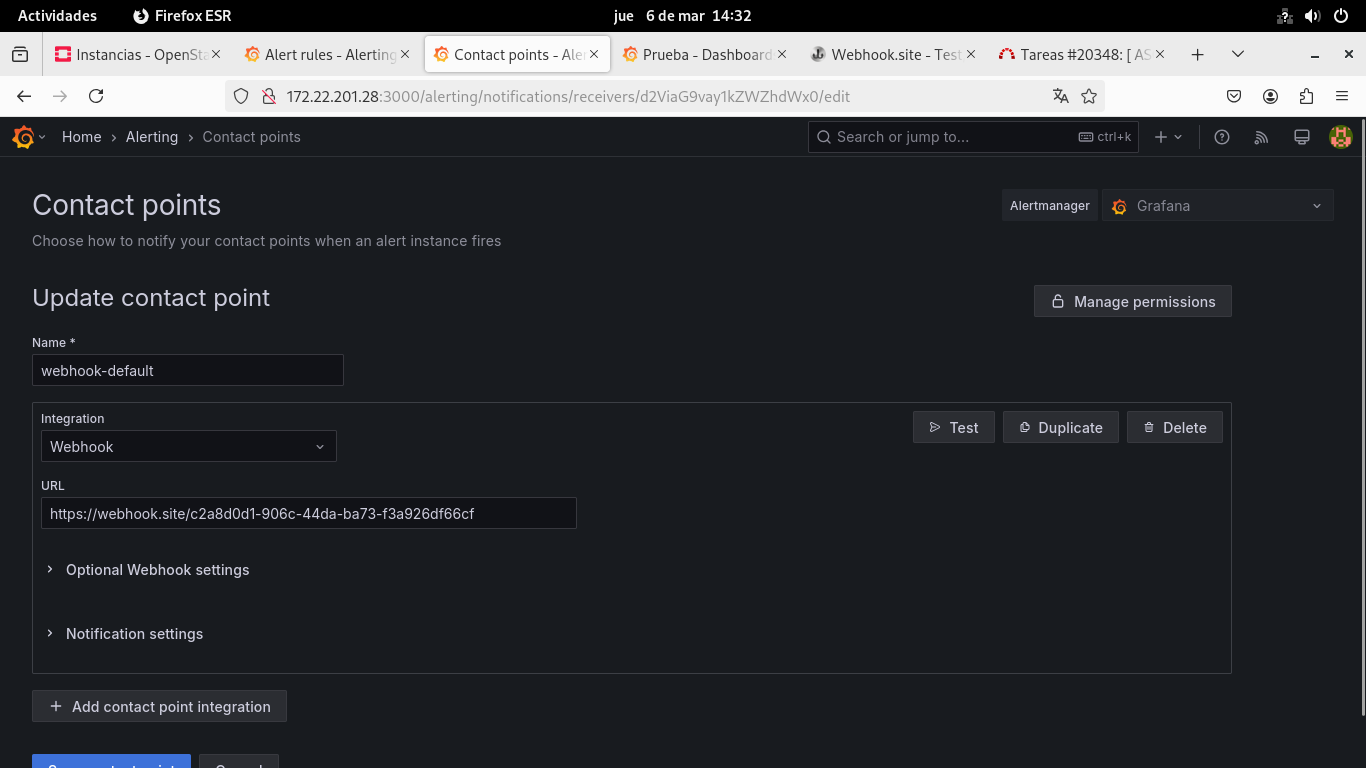 Actividades Firefox ESR jue 6 de mar 14:32
Instancias - OpenSta Alert rules - Alerting Contact points - Ale Prueba - Dashboard Webhook.site - Test Tareas #20348: [ AS
172.22.201.28:3000/alerting/notifications/receivers/d2ViaG9vay1kZWZhdWx0/edit
Home › Alerting › Contact points Search or jump to... ctrl+k
Contact points
Alertmanager Grafana
Choose how to notify your contact points when an alert instance fires
Update contact point
Manage permissions
Name *
webhook-default
Integration
Test Duplicate Delete
Webhook
URL
https://webhook.site/c2a8d0d1-906c-44da-ba73-f3a926df66cf
Optional Webhook settings
Notification settings
Add contact point integration